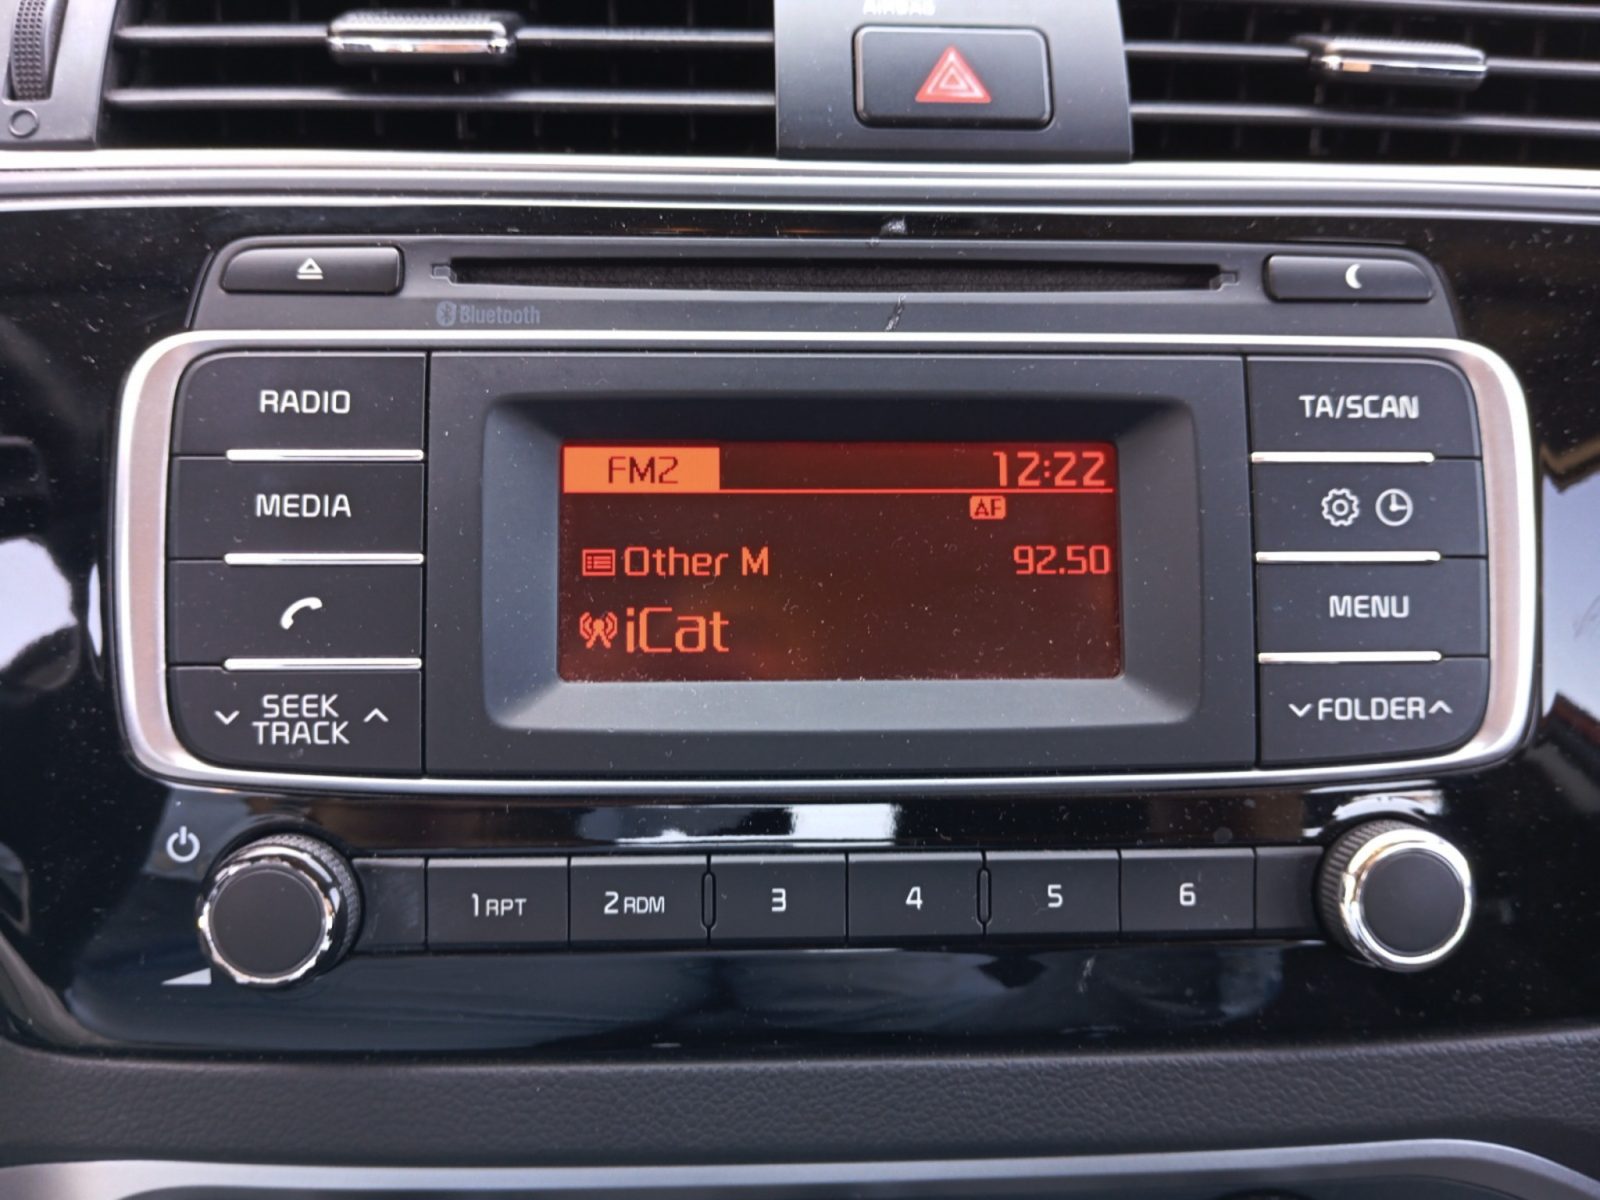 AIRBAG
Bluetooth
RADIO
MEDIA
SEEK
TRACK
FM2 12:22
AF
Other M 92.50
iCat
TA/SCAN
MENU
FOLDER
1 RPT 2 RDM 3 4 5 6